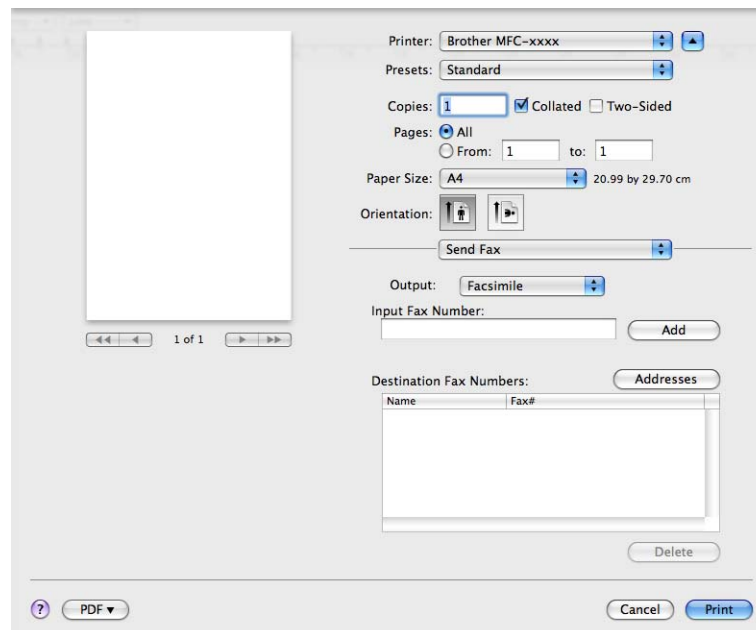 Printer: Brother MFC-xxxx
Presets: Standard
Copies: 1 Collated Two-Sided
Pages: All
From: 1 to: 1
Paper Size: A4 20.99 by 29.70 cm
Orientation:
Send Fax
Output: Facsimile
Input Fax Number:
Add
1 of 1
Destination Fax Numbers: Addresses
Name Fax#
Delete
? PDF Cancel Print